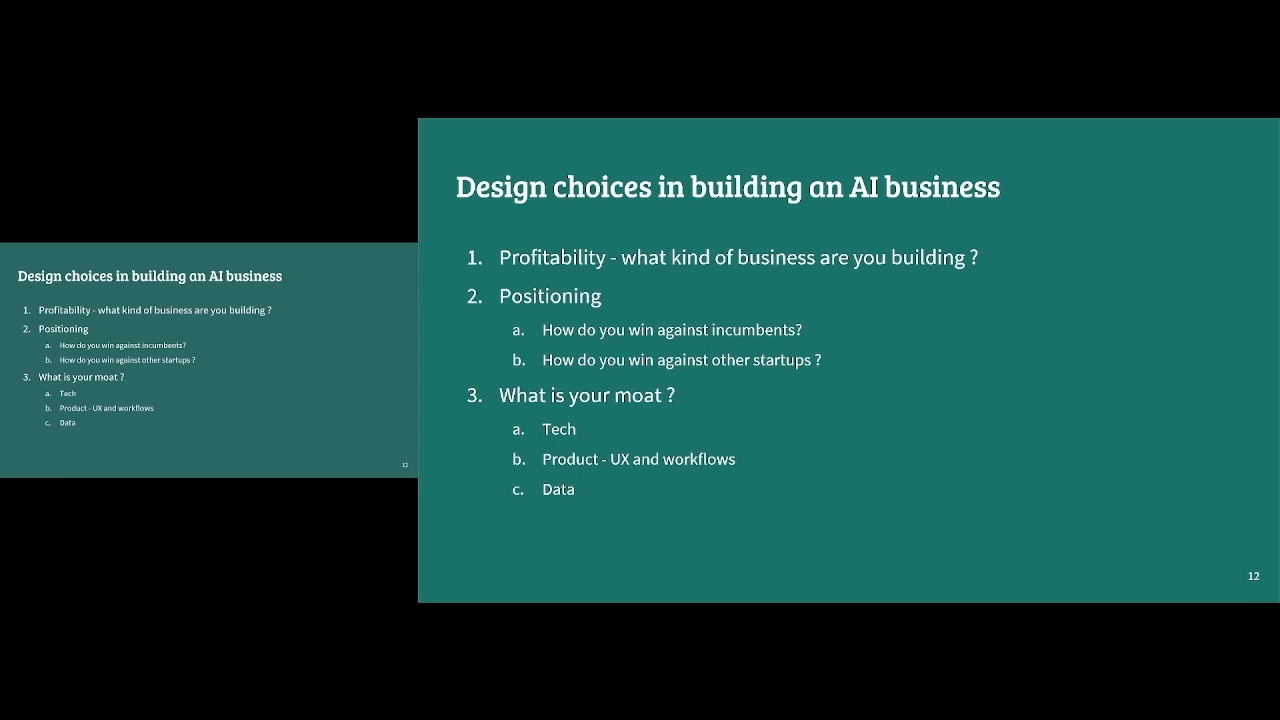 Design choices in building an AI business
1. Profitability - what kind of business are you building ?
2. Positioning
a. How do you win against incumbents?
b. How do you win against other startups ?
3. What is your moat ?
a. Tech
b. Product - UX and workflows
c. Data
12
Design choices in building an AI business
1. Profitability - what kind of business are you building ?
2. Positioning
a. How do you win against incumbents?
b. How do you win against other startups ?
3. What is your moat ?
a. Tech
b. Product - UX and workflows
c. Data
12